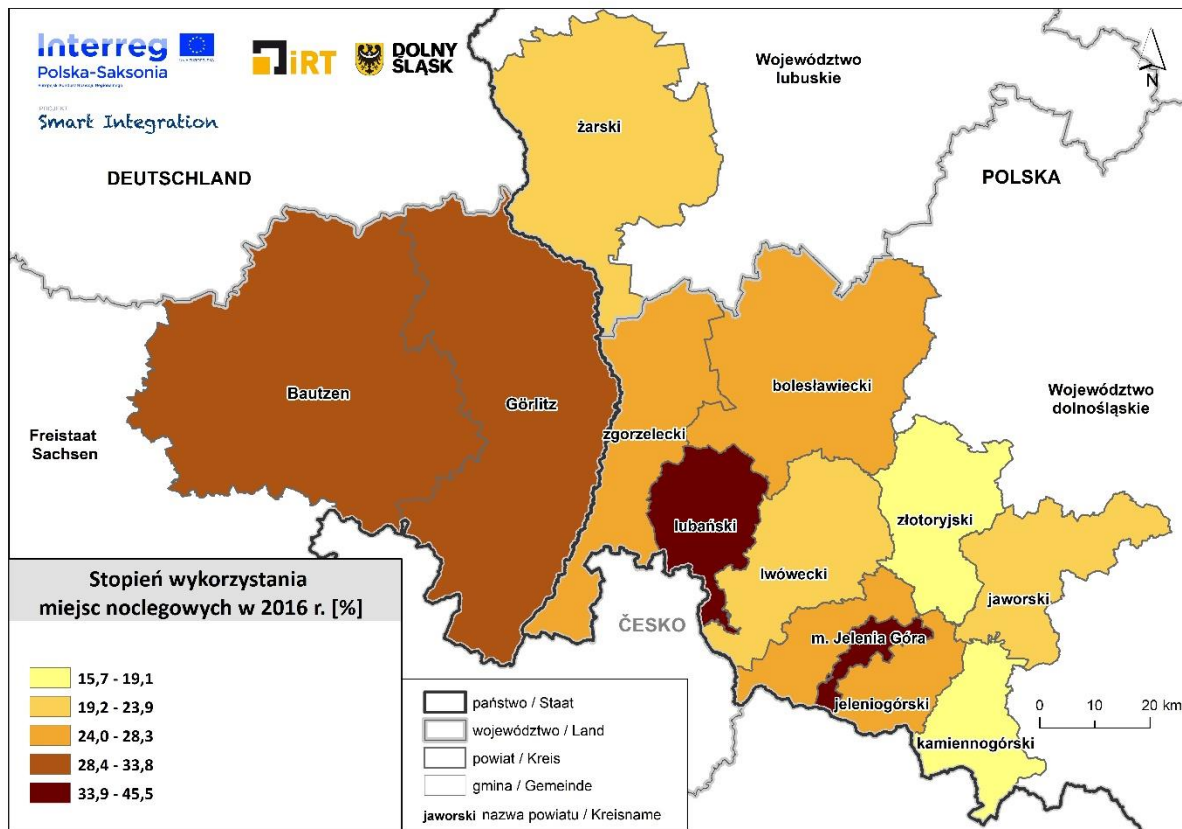 Interreg
Polska-Saksonia
iRT
DOLNY
ŚLĄSK
PROJEKT
Smart Integration
DEUTSCHLAND
Województwo
lubuskie
N
żarski
POLSKA
Bautzen
Görlitz
zgorzelecki
bolesławiecki
Województwo
dolnośląskie
Freistaat
Sachsen
lubański
złotoryjski
lwówecki
jaworski
ČESKO
m. Jelenia Góra
jeleniogórski
kamiennogórski
0 10 20 km
Stopień wykorzystania
miejsc noclegowych w 2016 r. [%]
15,7 - 19,1
19,2 - 23,9
24,0 - 28,3
28,4 - 33,8
33,9 - 45,5
państwo / Staat
województwo / Land
powiat / Kreis
gmina / Gemeinde
jaworski nazwa powiatu / Kreisname